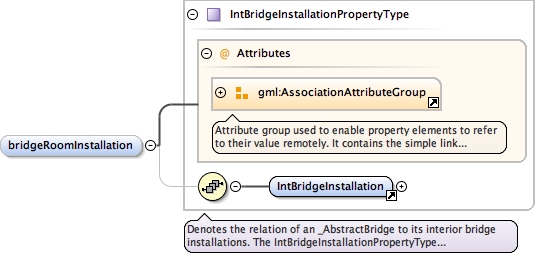 IntBridgeInstallationPropertyType
@ Attributes
gml:AssociationAttributeGroup
Attribute group used to enable property elements to refer
to their value remotely. It contains the simple link...
bridgeRoomInstallation
IntBridgeInstallation
Denotes the relation of an _AbstractBridge to its interior bridge
installations. The IntBridgeInstallationPropertyType...